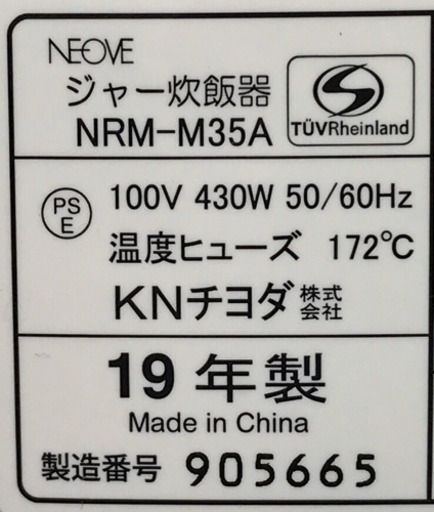 NEOVE
ジャー炊飯器
NRM-M35A
TÜVRheinland
PS
E
100V 430W 50/60Hz
温度ヒューズ 172℃
KNチヨダ株式会社
19年製
Made in China
製造番号 905665